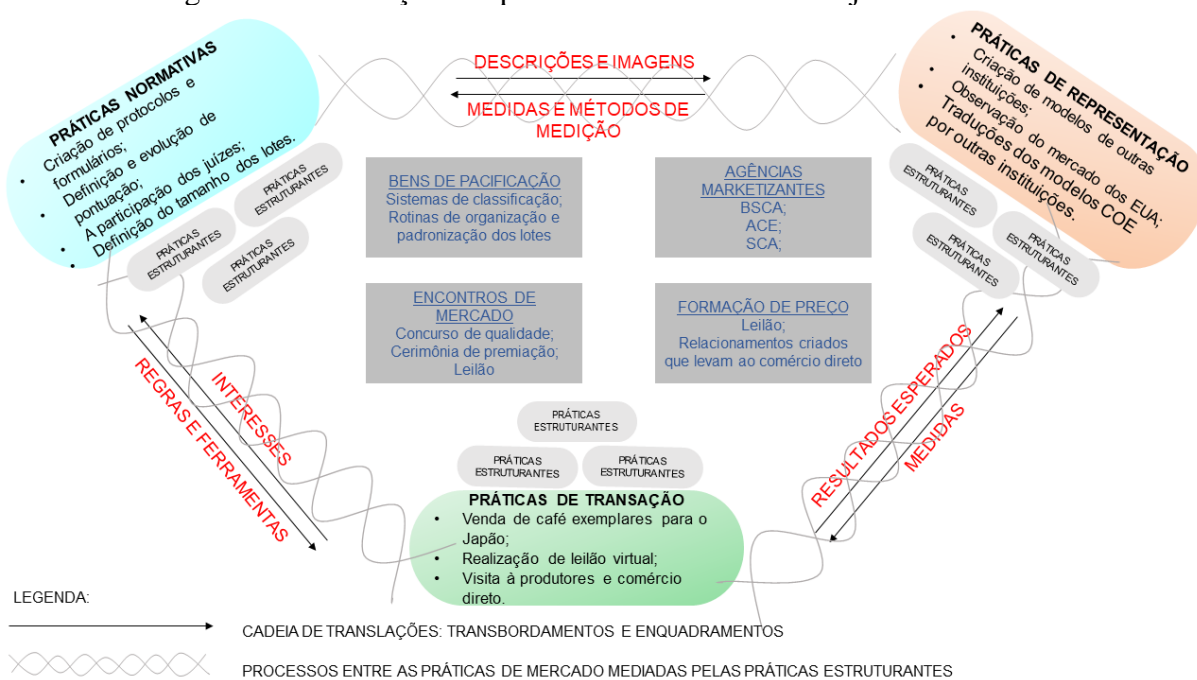 PRÁTICAS NORMATIVAS
• Criação de protocolos e
formulários;
• Definição e evolução de
pontuação;
• A participação dos juízes;
• Definição do tamanho dos lotes.
PRÁTICAS
ESTRUTURANTES
PRÁTICAS
ESTRUTURANTES
PRÁTICAS
ESTRUTURANTES
DESCRIÇÕES E IMAGENS
MEDIDAS E MÉTODOS DE
MEDIÇÃO
PRÁTICAS DE REPRESENTAÇÃO
• Criação de modelos de outras
instituições;
• Observação do mercado dos EUA;
• Traduções dos modelos COE
por outras instituições.
PRÁTICAS
ESTRUTURANTES
PRÁTICAS
ESTRUTURANTES
PRÁTICAS
ESTRUTURANTES
BENS DE PACIFICAÇÃO
Sistemas de classificação;
Rotinas de organização e
padronização dos lotes
AGÊNCIAS
MARKETIZANTES
BSCA;
ACE;
SCA;
ENCONTROS DE
MERCADO
Concurso de qualidade;
Cerimônia de premiação;
Leilão
FORMAÇÃO DE PREÇO
Leilão;
Relacionamentos criados
que levam ao comércio direto
INTERESSES
REGRAS E FERRAMENTAS
RESULTADOS ESPERADOS
MEDIDAS
PRÁTICAS
ESTRUTURANTES
PRÁTICAS
ESTRUTURANTES
PRÁTICAS
ESTRUTURANTES
PRÁTICAS DE TRANSAÇÃO
• Venda de café exemplares para o
Japão;
• Realização de leilão virtual;
• Visita à produtores e comércio
direto.
LEGENDA:
CADEIA DE TRANSLAÇÕES: TRANSBORDAMENTOS E ENQUADRAMENTOS
PROCESSOS ENTRE AS PRÁTICAS DE MERCADO MEDIADAS PELAS PRÁTICAS ESTRUTURANTES